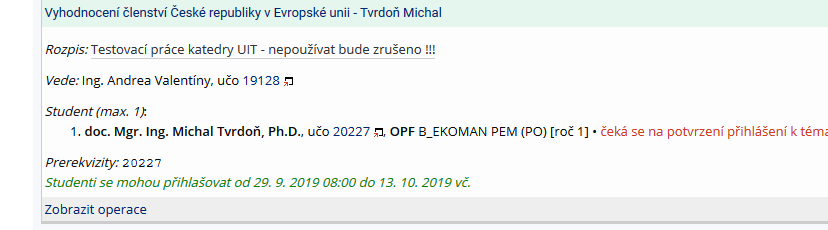 Vyhodnocení členství České republiky v Evropské unii - Tvrdoň Michal
Rozpis: Testovací práce katedry UIT - nepoužívat bude zrušeno !!!
Vede: Ing. Andrea Valentíny, učo 19128
Student (max. 1):
1. doc. Mgr. Ing. Michal Tvrdoň, Ph.D., učo 20227, OPF B_EKOMAN PEM (PO) [roč 1] • čeká se na potvrzení přihlášení k téma
Prerekvizity: 20227
Studenti se mohou přihlašovat od 29. 9. 2019 08:00 do 13. 10. 2019 vč.
Zobrazit operace